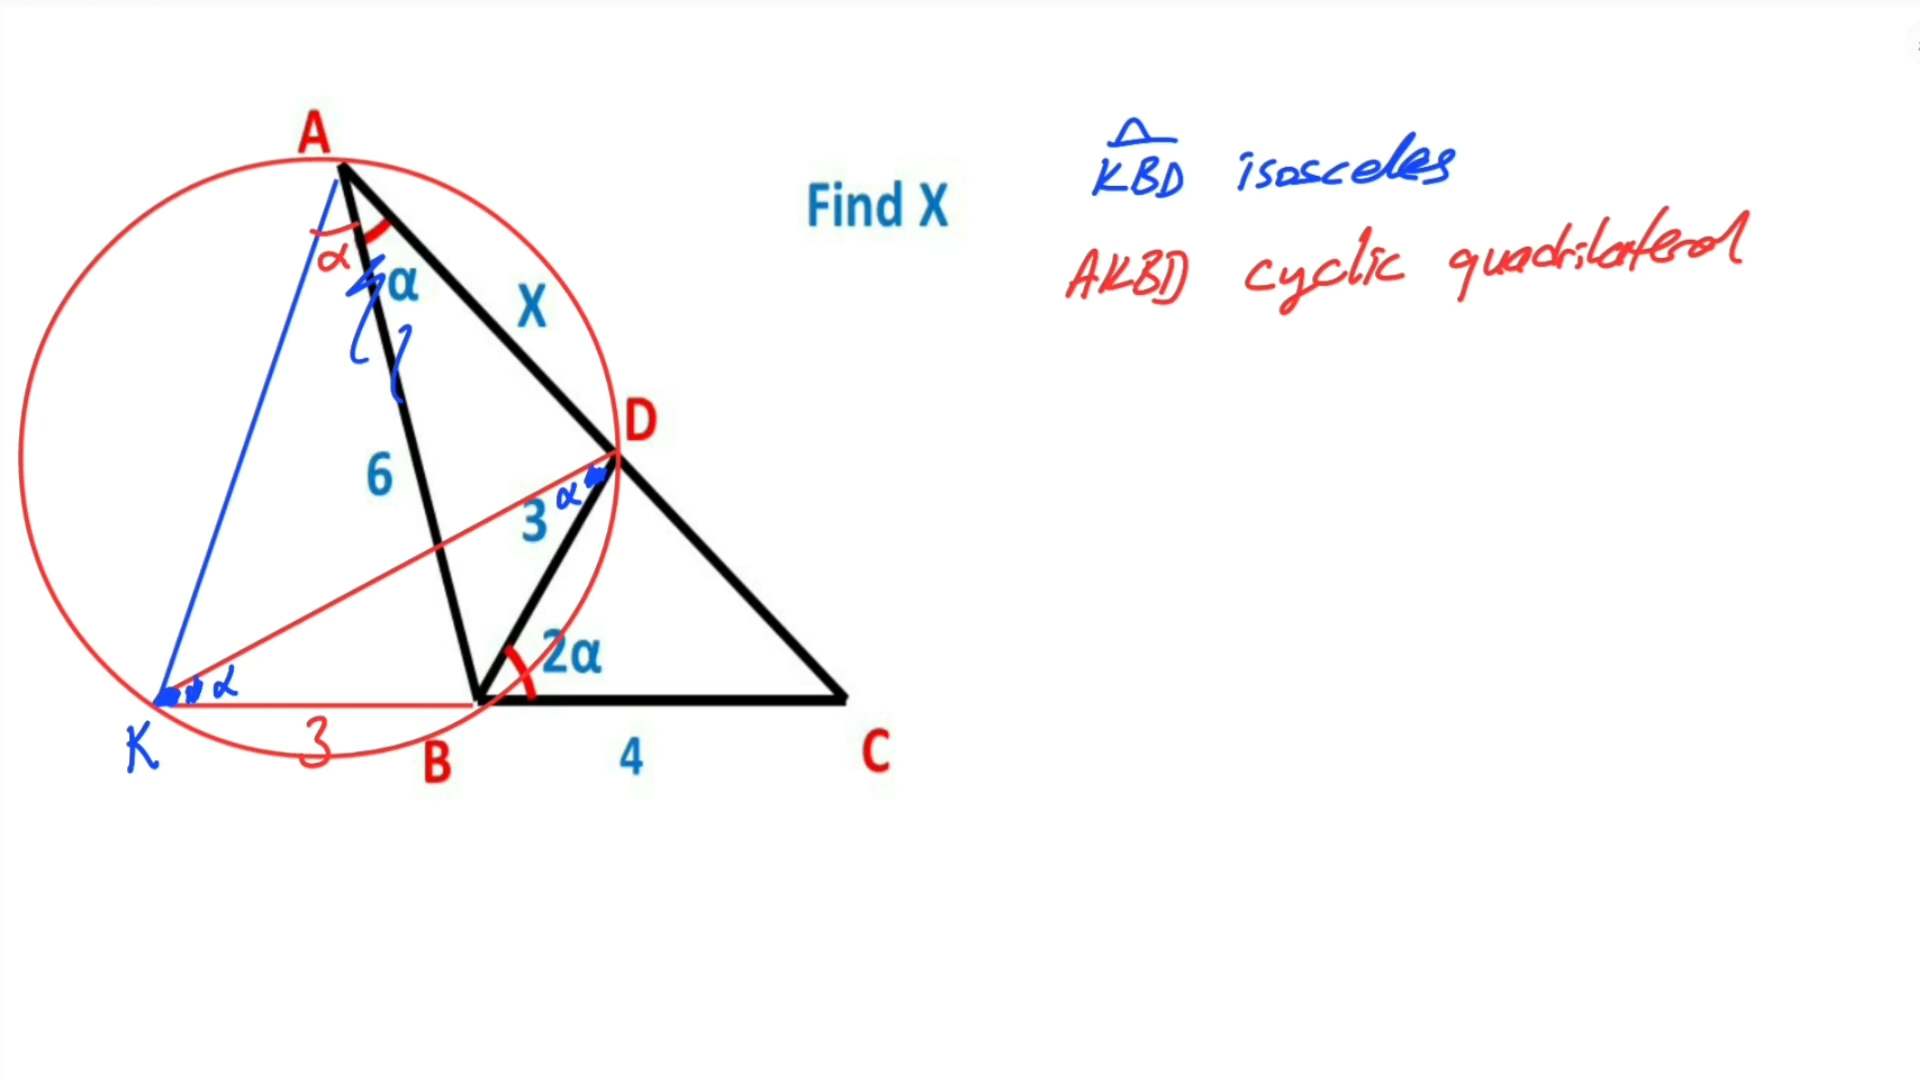 A
KBD isosceles
Find X
AKBD cyclic quadrilateral
α
α
X
D
6
3
α
2α
α
K
3
B
4
C